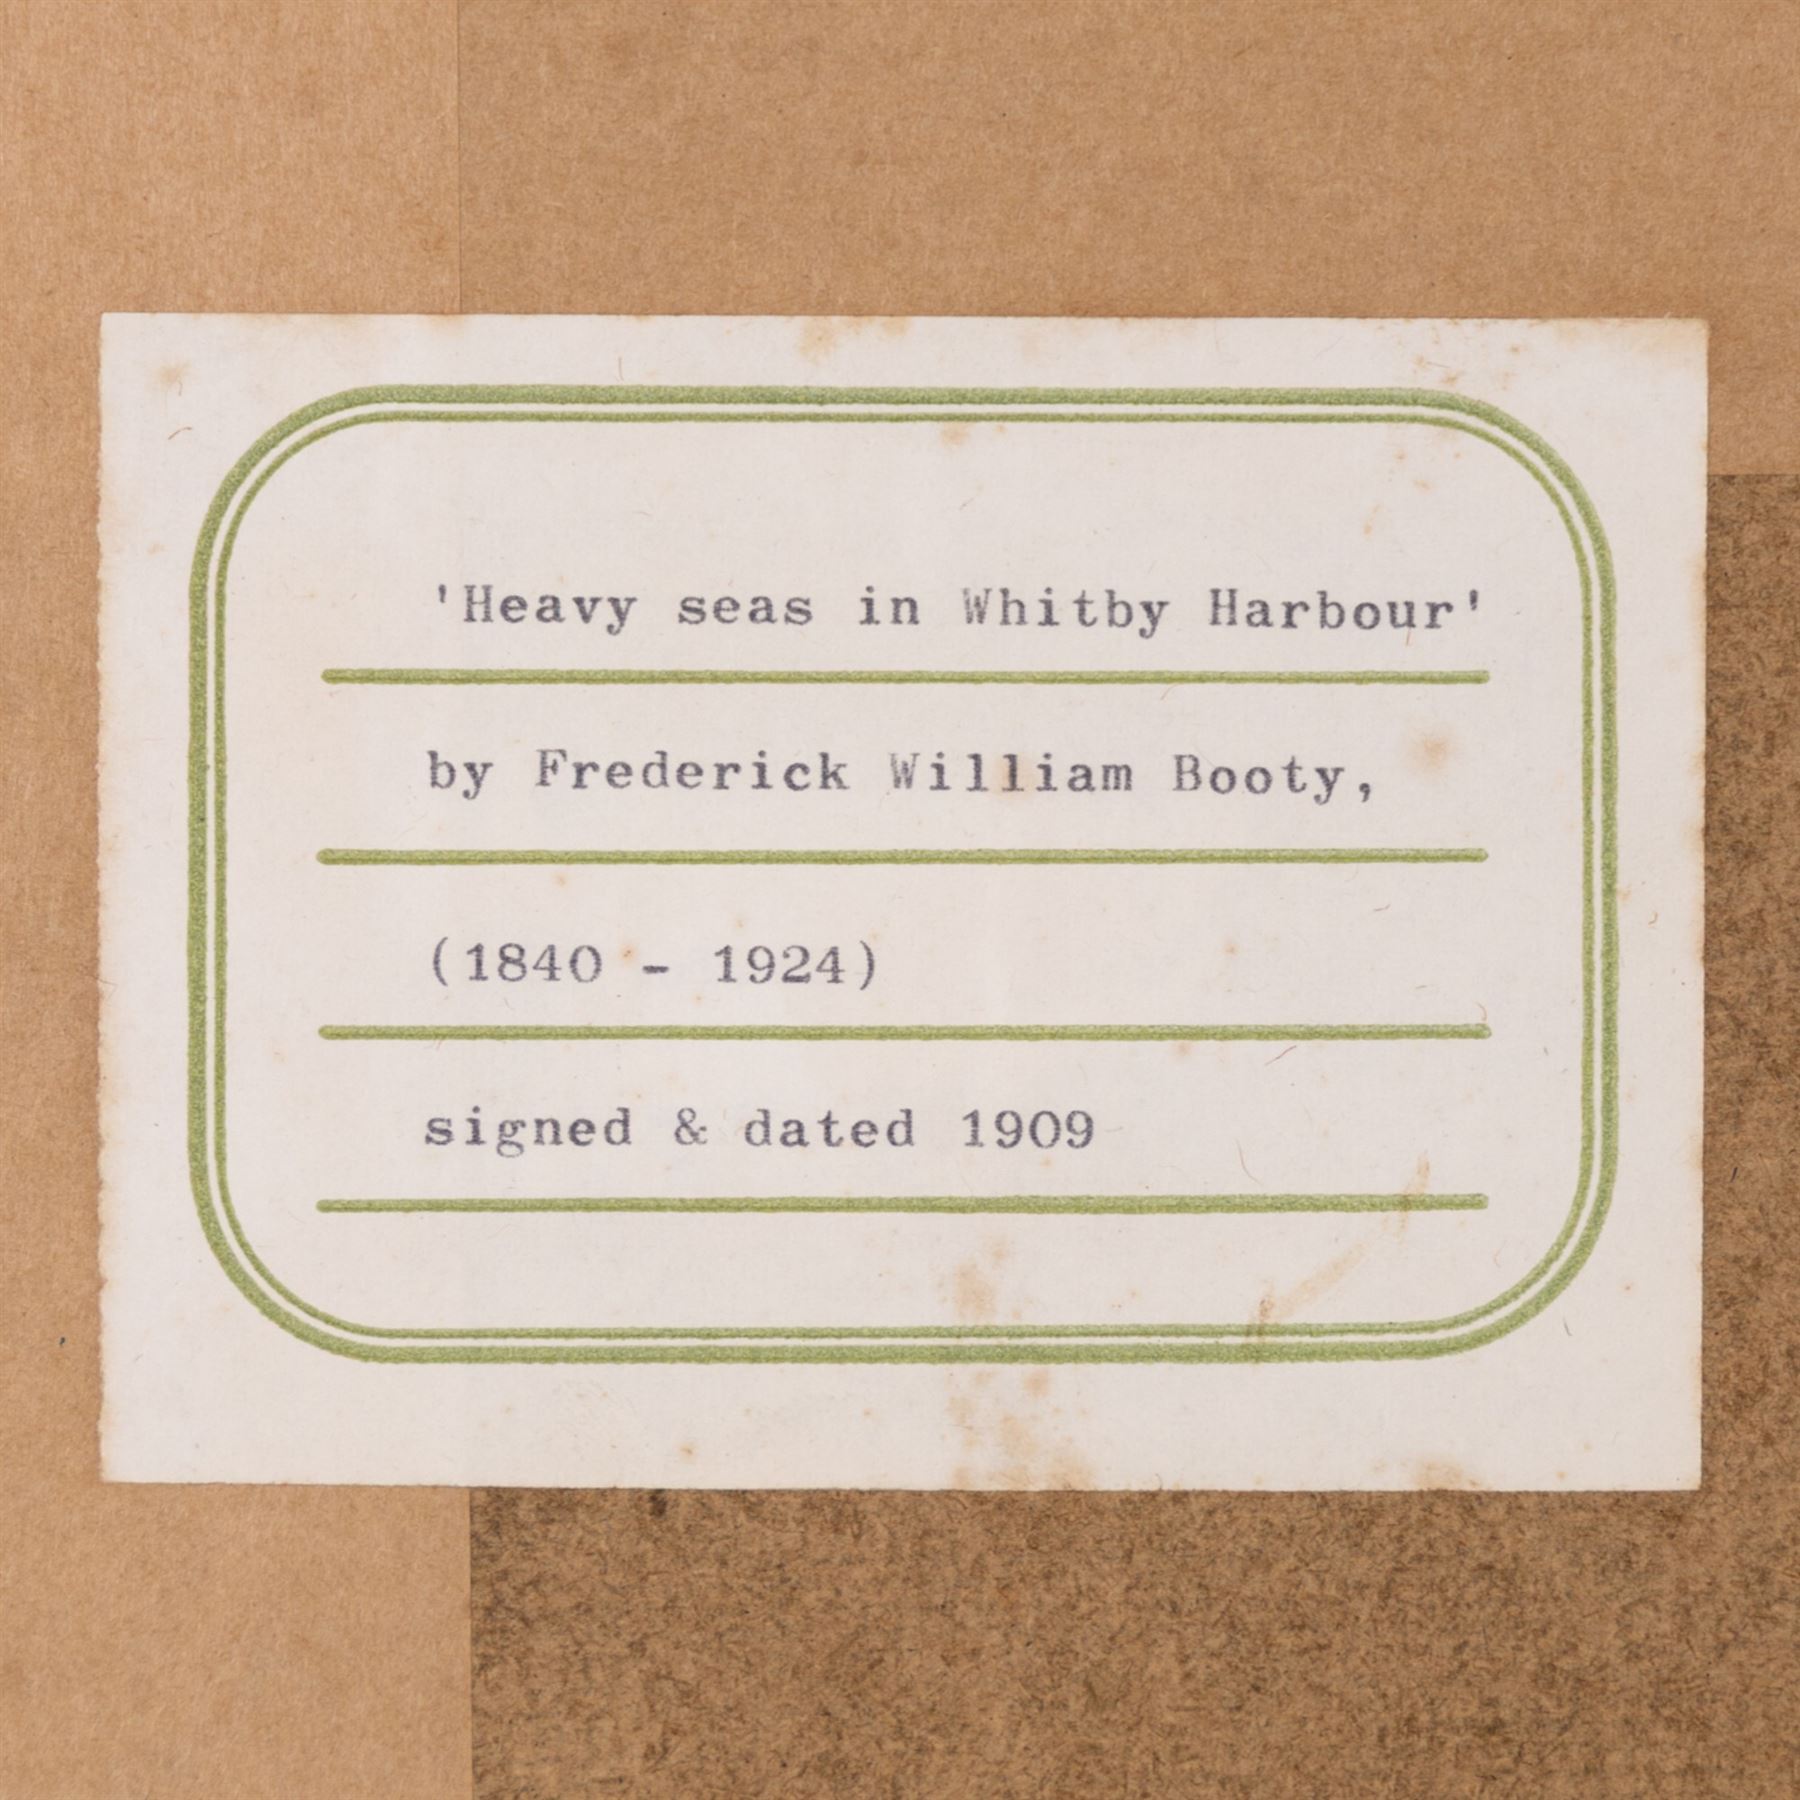 'Heavy seas in Whitby Harbour'
by Frederick William Booty,
(1840 - 1924)
signed & dated 1909